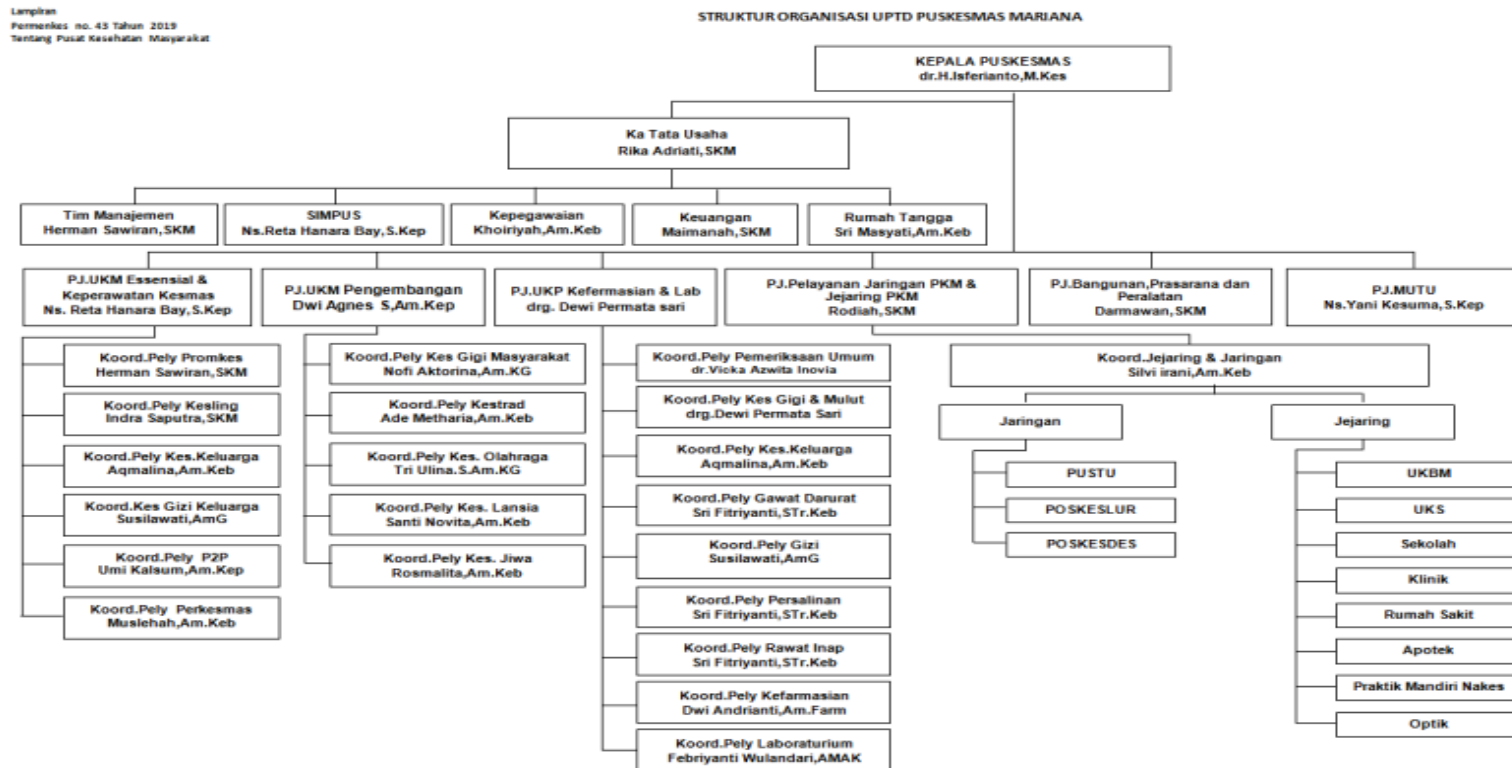 Lampiran
Permenkes no. 43 Tahun 2019
Tentang Pusat Kesehatan Masyarakat
STRUKTUR ORGANISASI UPTD PUSKESMAS MARIANA
KEPALA PUSKESMAS
dr.H.Isferianto,M.Kes
Ka Tata Usaha
Rika Adriati,SKM
Tim Manajemen
Herman Sawiran,SKM
SIMPUS
Ns.Reta Hanara Bay,S.Kep
Kepegawaian
Khoiriyah,Am.Keb
Keuangan
Maimanah,SKM
Rumah Tangga
Sri Masyati,Am.Keb
PJ.UKM Essensial &
Keperawatan Kesmas
Ns. Reta Hanara Bay,S.Kep
PJ.UKM Pengembangan
Dwi Agnes S,Am.Kep
PJ.UKP Kefermasian & Lab
drg. Dewi Permata sari
PJ.Pelayanan Jaringan PKM &
Jejaring PKM
Rodiah,SKM
PJ.Bangunan,Prasarana dan
Peralatan
Darmawan,SKM
PJ.MUTU
Ns.Yani Kesuma,S.Kep
Koord.Pely Promkes
Herman Sawiran,SKM
Koord.Pely Kesling
Indra Saputra,SKM
Koord.Pely Kes.Keluarga
Aqmalina,Am.Keb
Koord.Kes Gizi Keluarga
Susilawati,AmG
Koord.Pely P2P
Umi Kalsum,Am.Kep
Koord.Pely Perkesmas
Muslehah,Am.Keb
Koord.Pely Kes Gigi Masyarakat
Nofi Aktorina,Am.KG
Koord.Pely Kestrad
Ade Metharia,Am.Keb
Koord.Pely Kes. Olahraga
Tri Ulina.S.Am.KG
Koord.Pely Kes. Lansia
Santi Novita,Am.Keb
Koord.Pely Kes. Jiwa
Rosmalita,Am.Keb
Koord.Pely Pemeriksaan Umum
dr.Vicka Azwita Inovia
Koord.Pely Kes Gigi & Mulut
drg.Dewi Permata Sari
Koord.Pely Kes.Keluarga
Aqmalina,Am.Keb
Koord.Pely Gawat Darurat
Sri Fitriyanti,STr.Keb
Koord.Pely Gizi
Susilawati,AmG
Koord.Pely Persalinan
Sri Fitriyanti,STr.Keb
Koord.Pely Rawat Inap
Sri Fitriyanti,STr.Keb
Koord.Pely Kefarmasian
Dwi Andrianti,Am.Farm
Koord.Pely Laboraturium
Febriyanti Wulandari,AMAK
Koord.Jejaring & Jaringan
Silvi irani,Am.Keb
Jaringan
PUSTU
POSKESLUR
POSKESDES
Jejaring
UKBM
UKS
Sekolah
Klinik
Rumah Sakit
Apotek
Praktik Mandiri Nakes
Optik